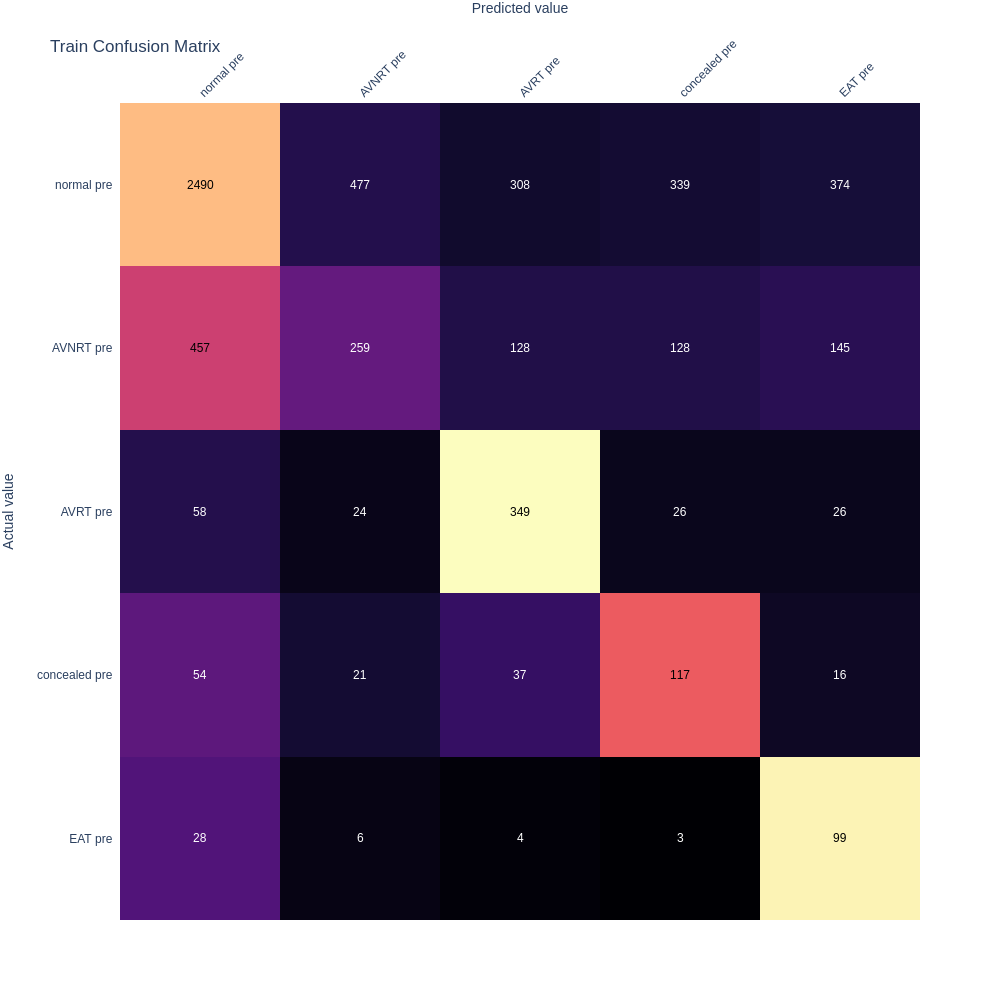 Predicted value
Train Confusion Matrix
normal pre AVNRT pre AVRT pre concealed pre EAT pre
normal pre 2490 477 308 339 374
AVNRT pre 457 259 128 128 145
Actual value
AVRT pre 58 24 349 26 26
concealed pre 54 21 37 117 16
EAT pre 28 6 4 3 99